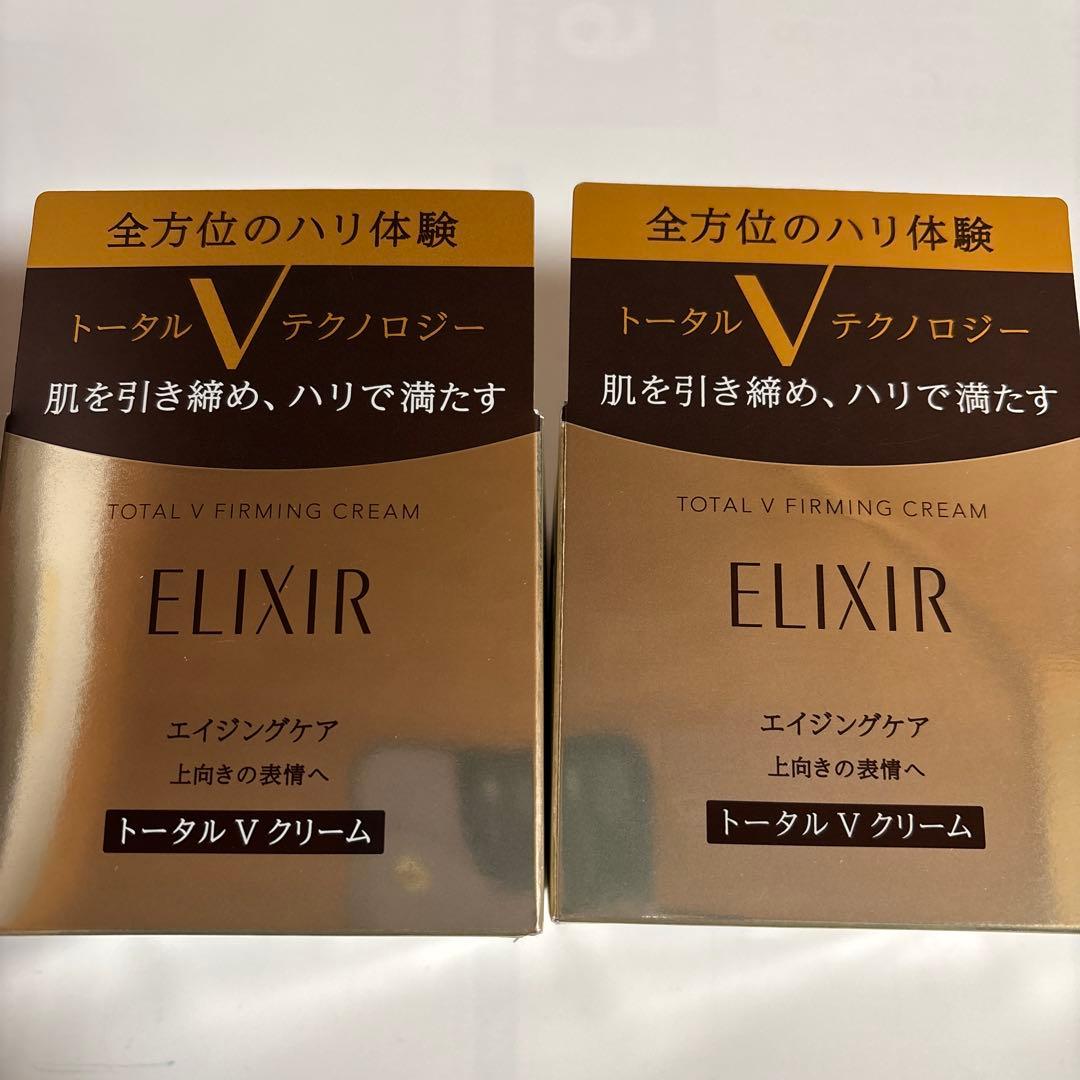 全方位のハリ体験
トータル V テクノロジー
肌を引き締め、ハリで満たす
TOTAL V FIRMING CREAM
ELIXIR
エイジングケア
上向きの表情へ
トータル V クリーム
全方位のハリ体験
トータル V テクノロジー
肌を引き締め、ハリで満たす
TOTAL V FIRMING CREAM
ELIXIR
エイジングケア
上向きの表情へ
トータル V クリーム